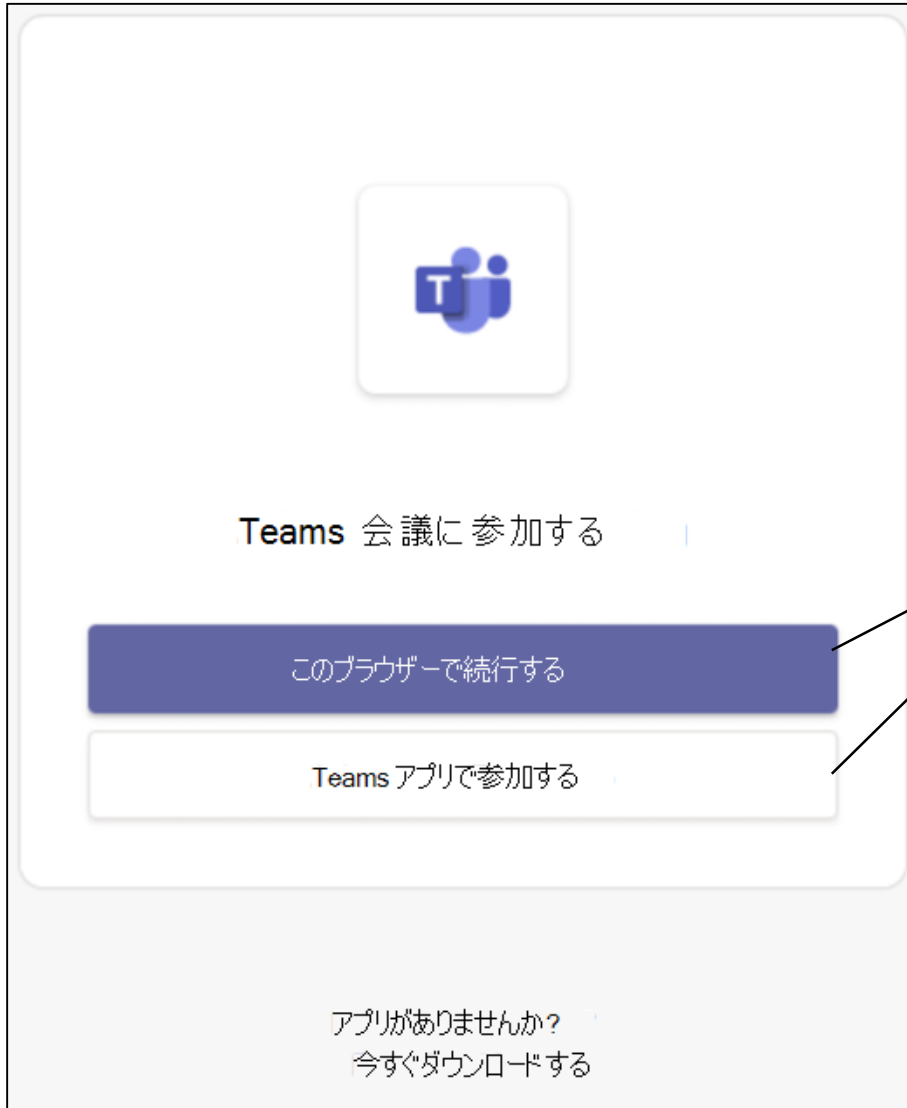 T
Teams 会議に参加する
このブラウザーで続行する
Teams アプリで参加する
アプリがありませんか?
今すぐダウンロードする